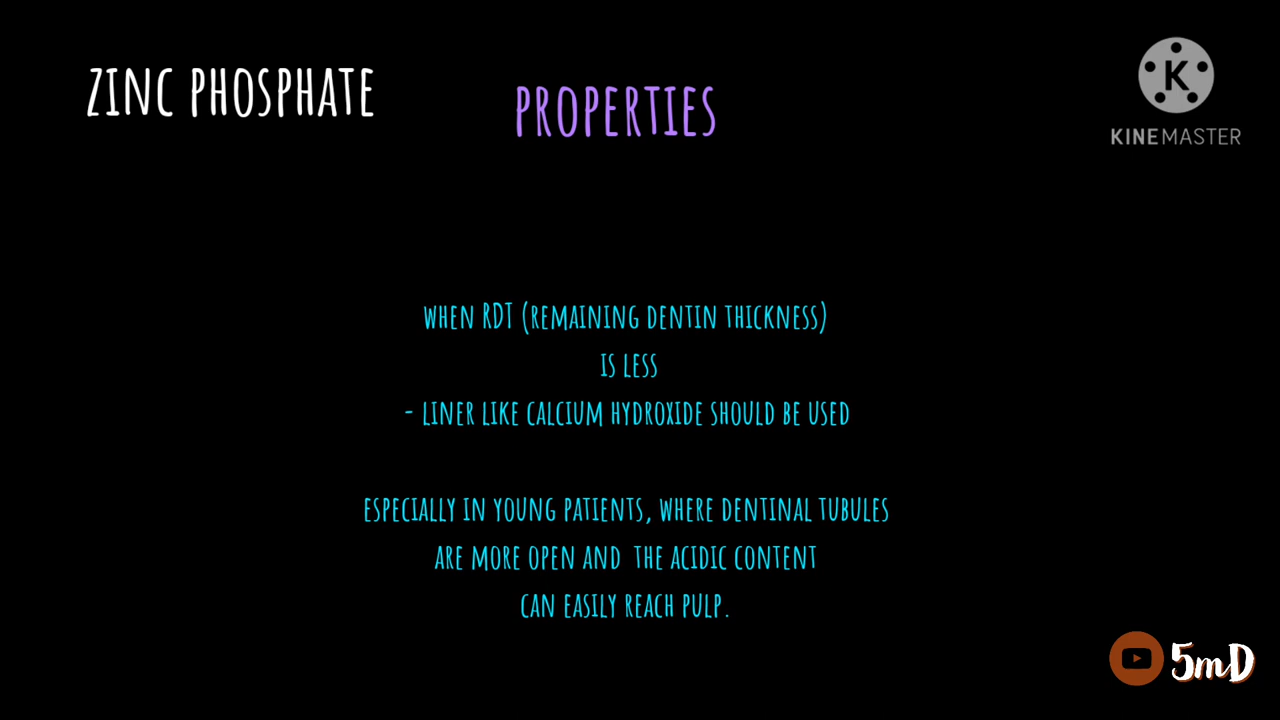 ZINC PHOSPHATE
PROPERTIES
K
KINEMASTER
WHEN RDT (REMAINING DENTIN THICKNESS)
IS LESS
- LINER LIKE CALCIUM HYDROXIDE SHOULD BE USED
ESPECIALLY IN YOUNG PATIENTS, WHERE DENTINAL TUBULES
ARE MORE OPEN AND THE ACIDIC CONTENT
CAN EASILY REACH PULP.
5mD